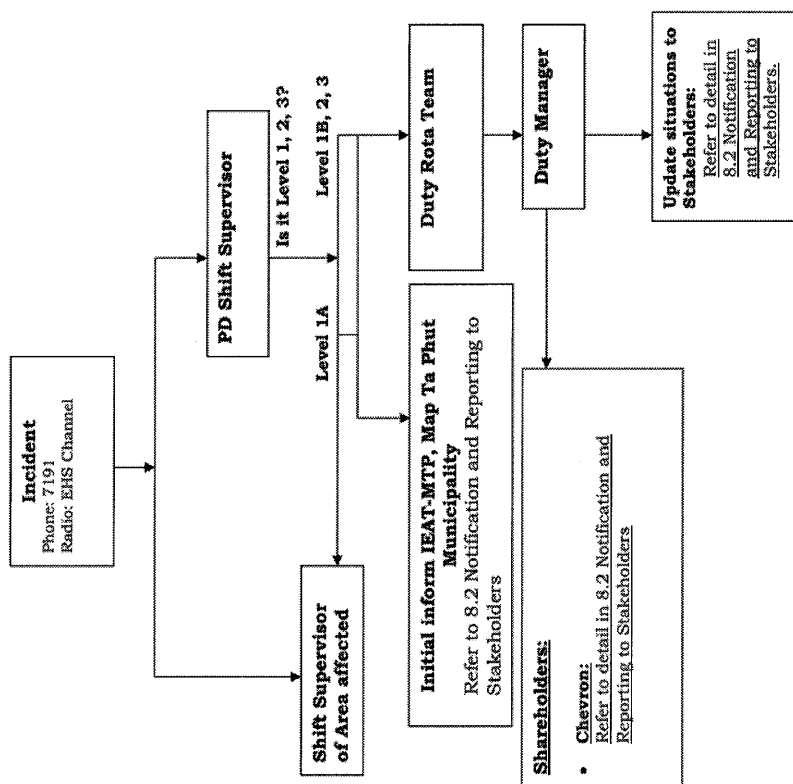 Incident
Phone: 7191
Radio: EHS Channel
PD Shift Supervisor
Is it Level 1, 2, 3?
Level 1A
Level 1B, 2, 3
Shift Supervisor
of Area affected
Initial inform IEAT-MTP, Map Ta Phut
Municipality
Refer to 8.2 Notification and Reporting to
Stakeholders
Duty Rota Team
Duty Manager
Shareholders:
• Chevron:
Refer to detail in 8.2 Notification and
Reporting to Stakeholders
Update situations to
Stakeholders:
Refer to detail in
8.2 Notification
and Reporting to
Stakeholders.